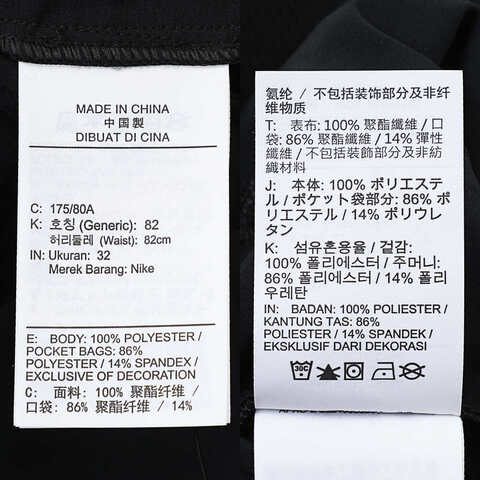 MADE IN CHINA
中国製
DIBUAT DI CINA
C: 175/80A
K: 호칭 (Generic): 82
허리둘레 (Waist): 82cm
IN: Ukuran: 32
Merek Barang: Nike
E: BODY: 100% POLYESTER /
POCKET BAGS: 86%
POLYESTER / 14% SPANDEX /
EXCLUSIVE OF DECORATION
C: 面料: 100% 聚酯纤维 /
口袋: 86% 聚酯纤维 / 14%
氨纶 / 不包括装饰部分及非纤
维物质
T: 表布: 100% 聚酯纖維 / 口
袋: 86% 聚酯纖維 / 14% 彈性
纖維 / 不包括裝飾部分及非紡
織材料
J: 本体: 100% ポリエステ
ル / ポケット袋部分: 86% ポ
リエステル / 14% ポリウレ
タン
K: 섬유혼용율 / 겉감:
100% 폴리에스터 / 주머니:
86% 폴리에스터 / 14% 폴리
우레탄
IN: BADAN: 100% POLIESTER /
KANTUNG TAS: 86%
POLIESTER / 14% SPANDEK /
EKSKLUSIF DARI DEKORASI
30C